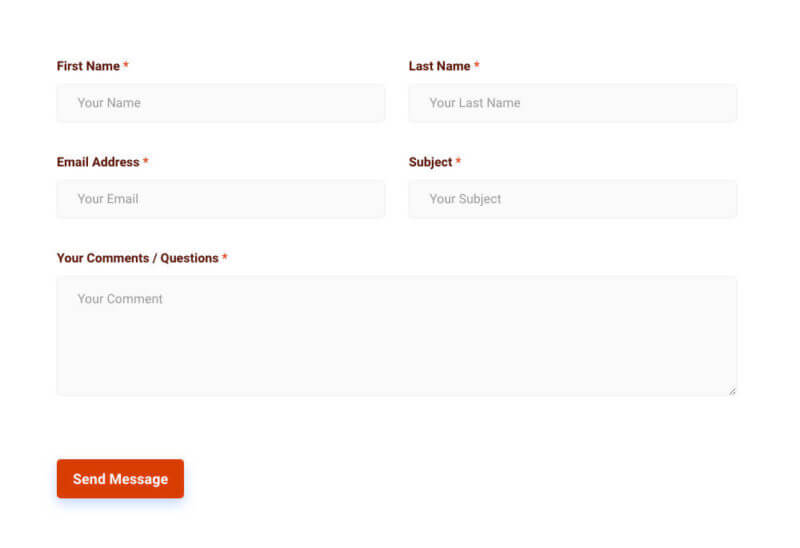 First Name *
Last Name *
Your Name
Your Last Name
Email Address *
Subject *
Your Email
Your Subject
Your Comments / Questions *
Your Comment
Send Message